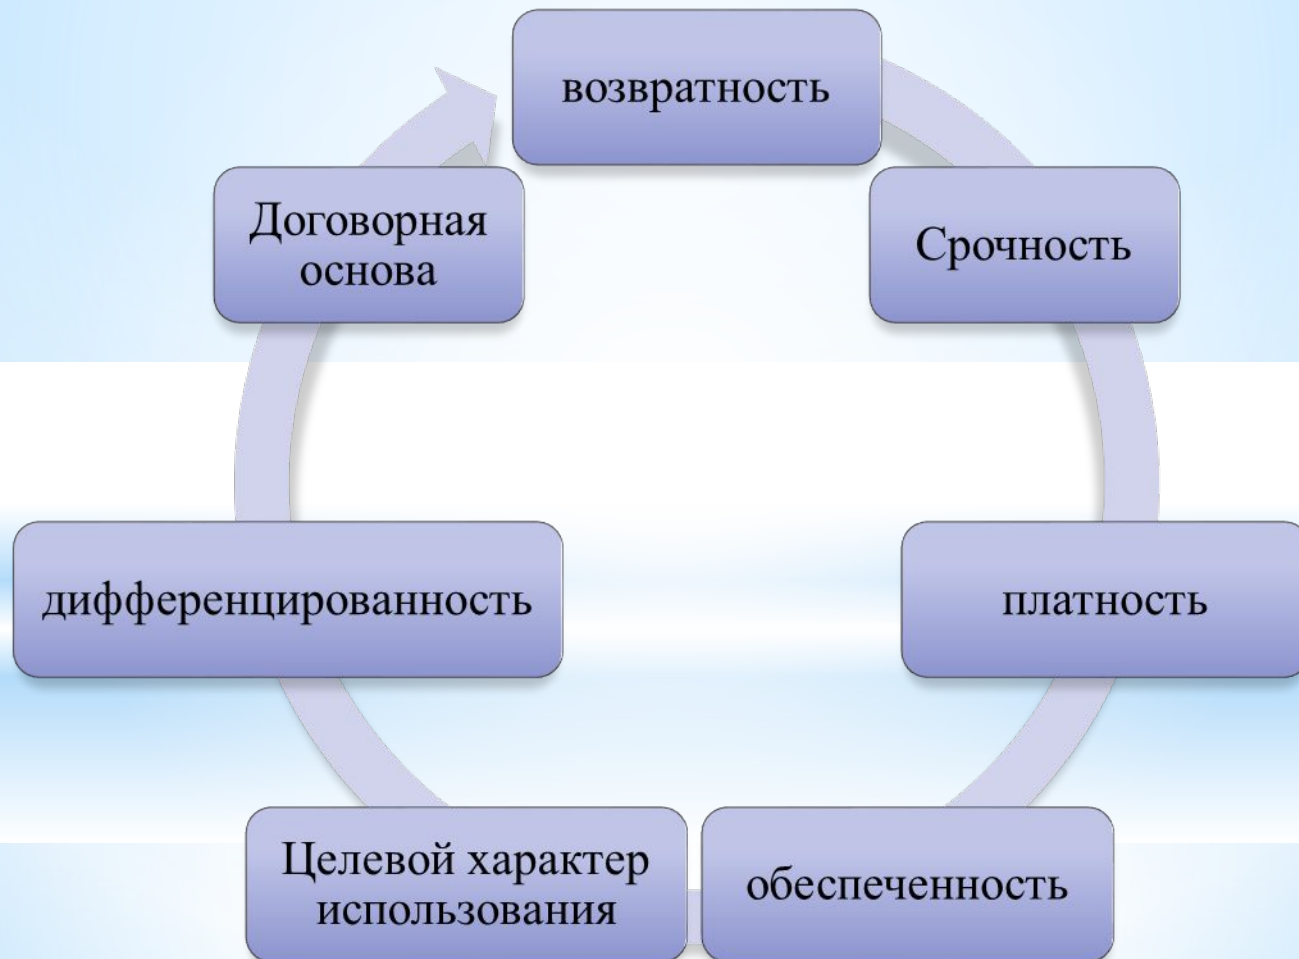 возвратность
Срочность
платность
обеспеченность
Целевой характер
использования
дифференцированность
Договорная
основа